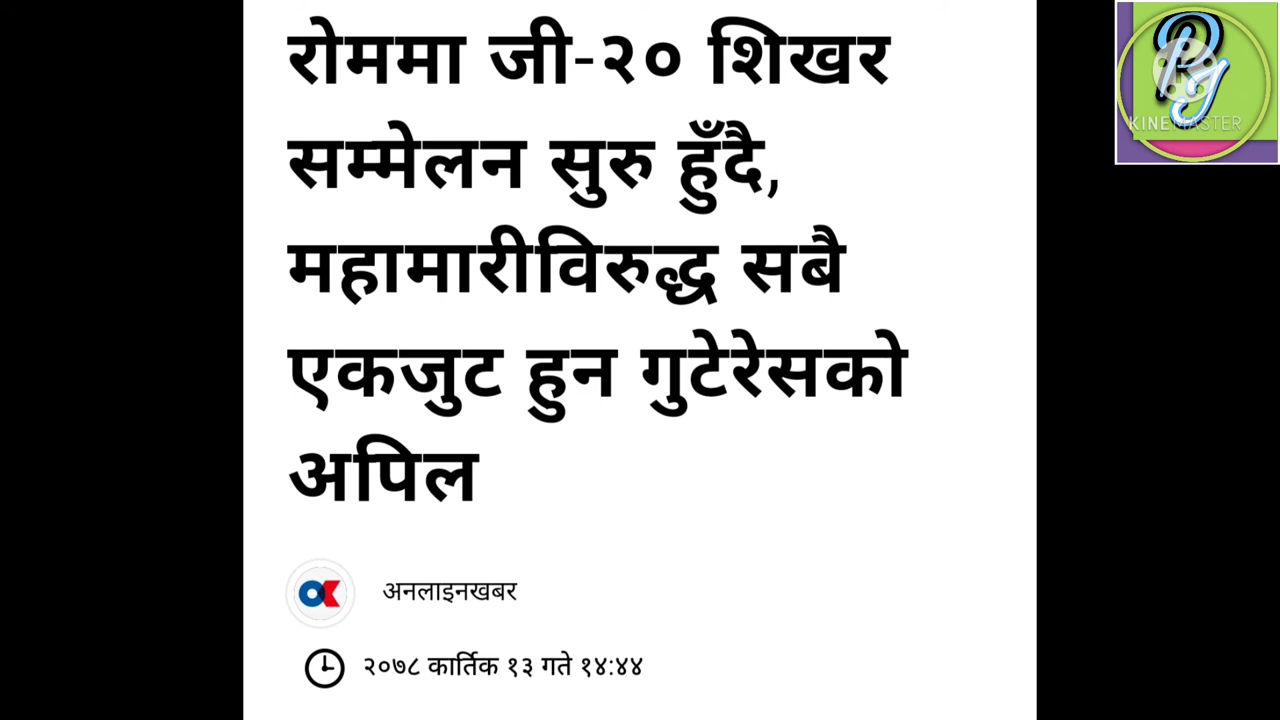 रोममा जी-२० शिखर
सम्मेलन सुरु हुँदै,
महामारीविरुद्ध सबै
एकजुट हुन गुटेरेसको
अपिल
अनलाइनखबर
२०७८ कार्तिक १३ गते १४:४४
KINEMASTER